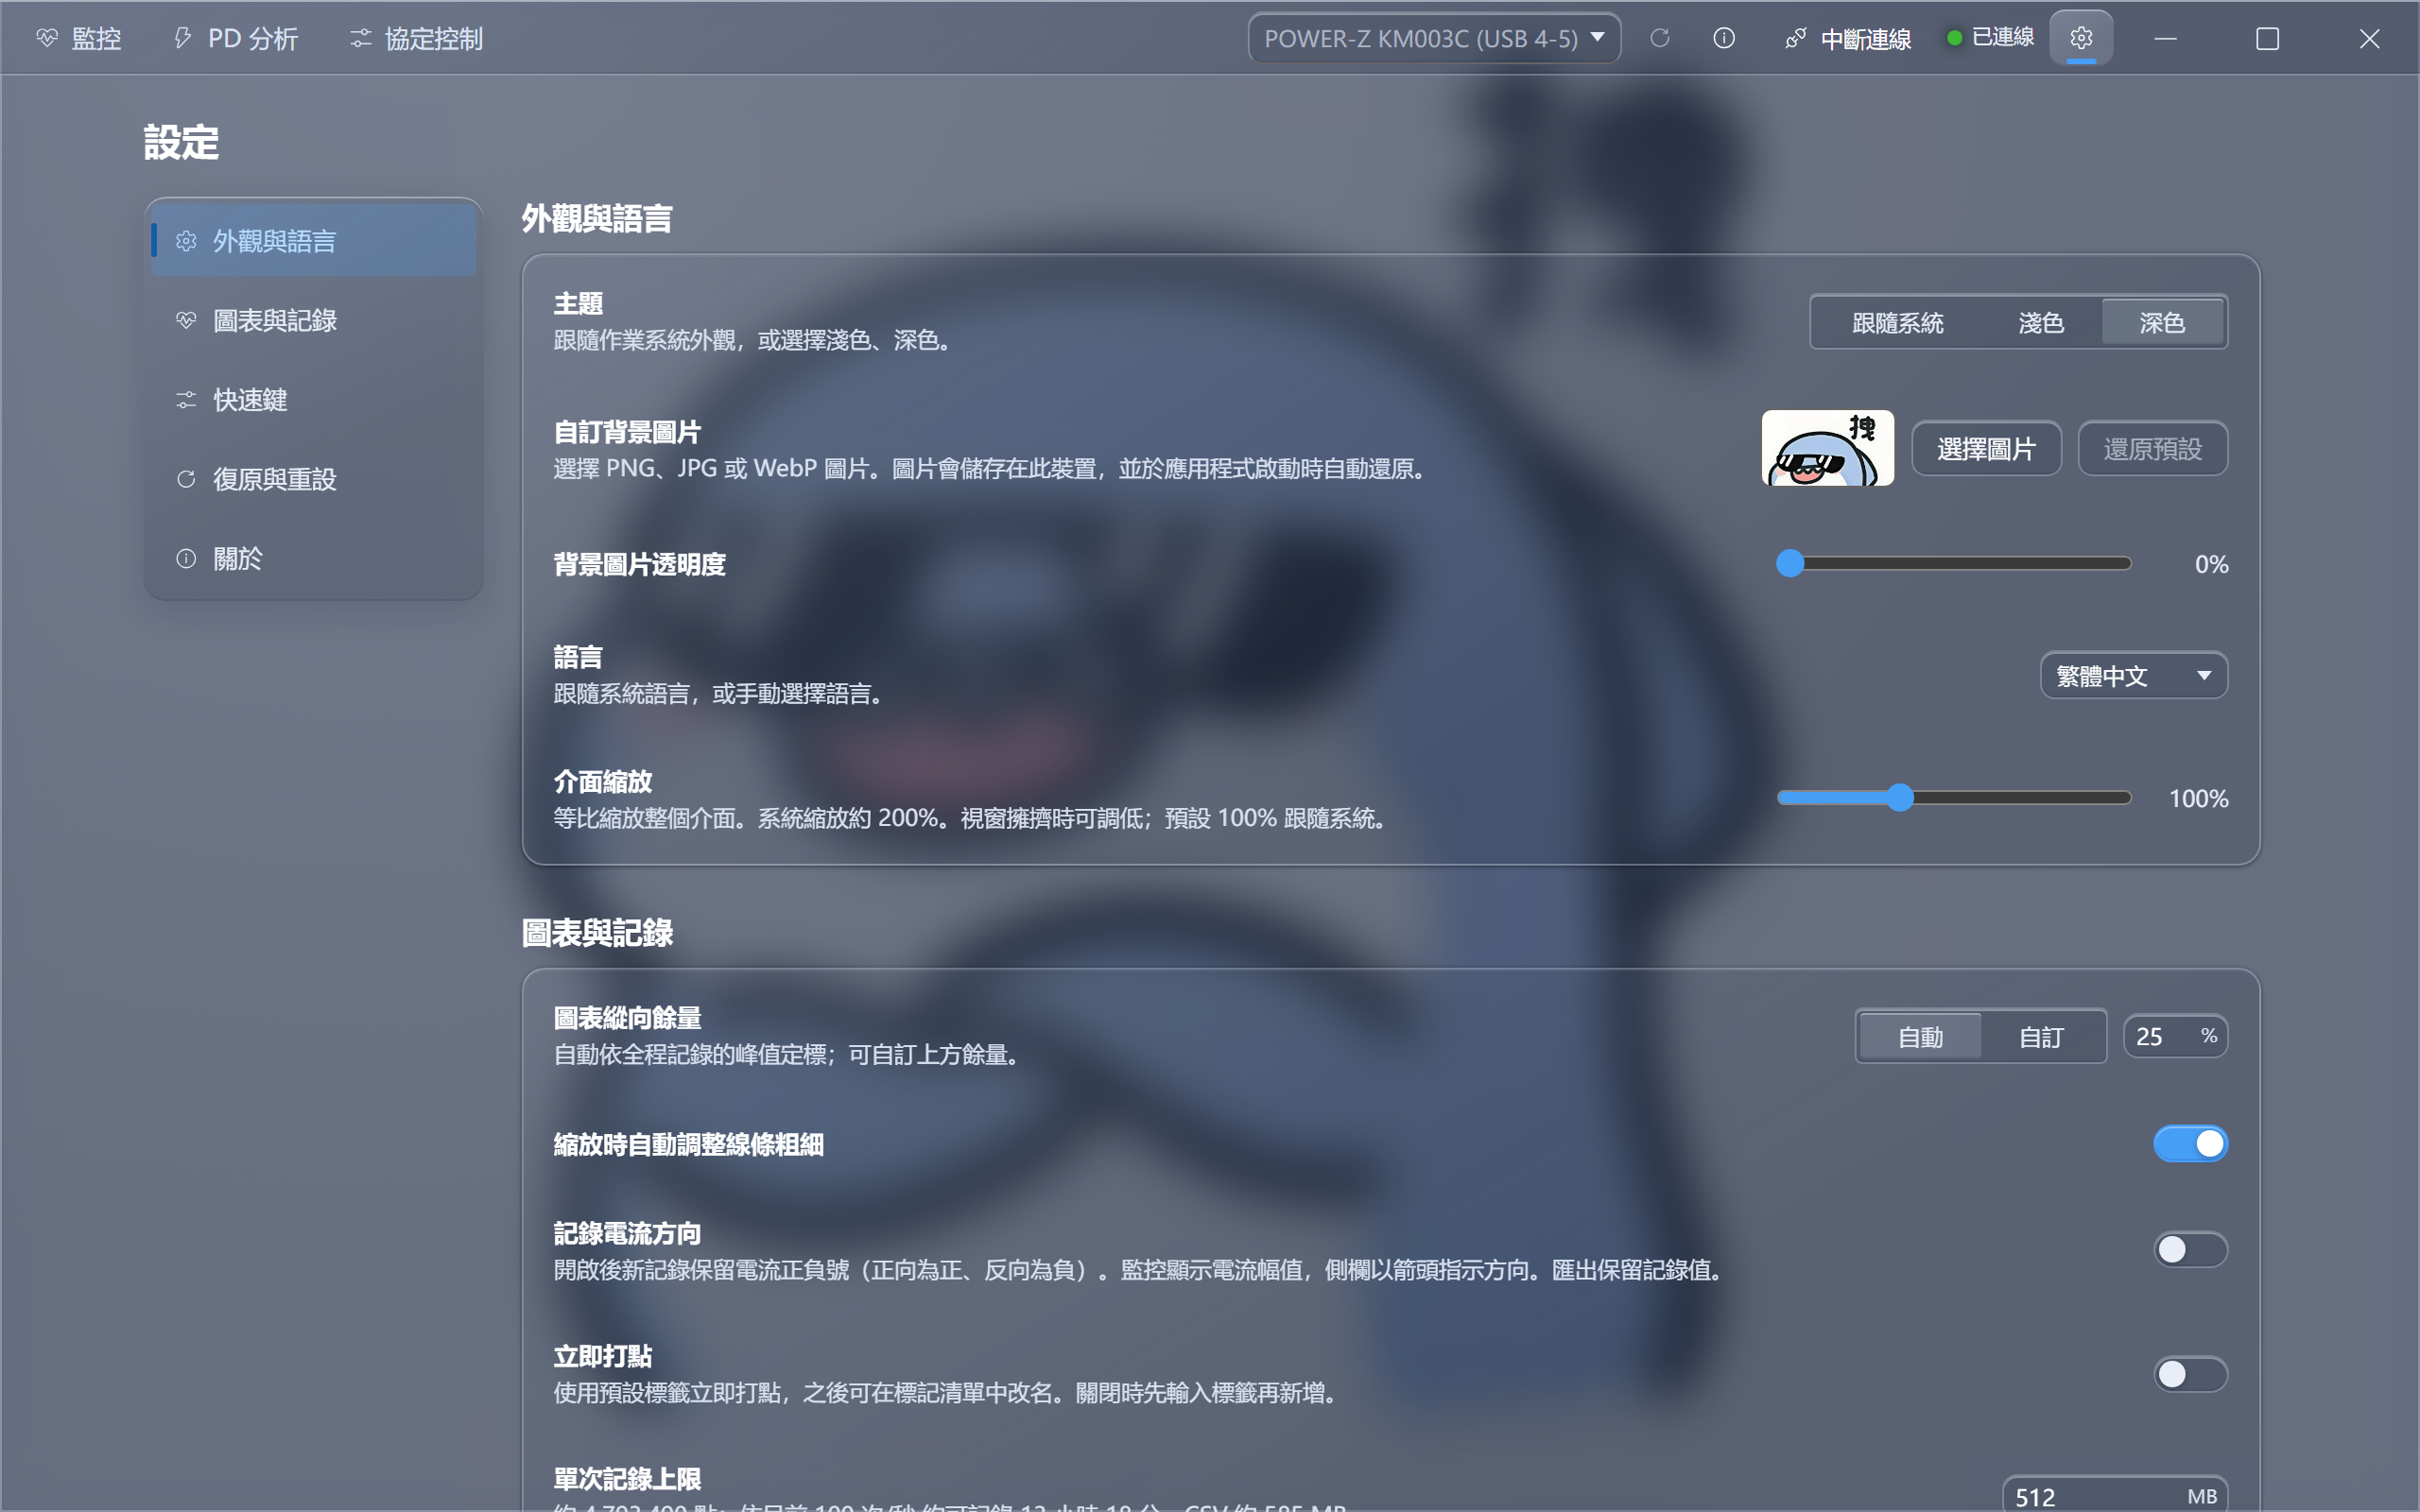 監控
PD 分析
協定控制
POWER-Z KM003C (USB 4-5)
中斷連線
已連線
設定
外觀與語言
圖表與記錄
快速鍵
復原與重設
關於
外觀與語言
主題
跟隨作業系統外觀，或選擇淺色、深色。
跟隨系統
淺色
深色
自訂背景圖片
選擇 PNG、JPG 或 WebP 圖片。圖片會儲存在此裝置，並於應用程式啟動時自動還原。
拽
選擇圖片
還原預設
背景圖片透明度
0%
語言
跟隨系統語言，或手動選擇語言。
繁體中文
介面縮放
等比縮放整個介面。系統縮放約 200%。視窗擁擠時可調低；預設 100% 跟隨系統。
100%
圖表與記錄
圖表縱向餘量
自動依全程記錄的峰值定標；可自訂上方餘量。
自動
自訂
25 %
縮放時自動調整線條粗細
記錄電流方向
開啟後新記錄保留電流正負號（正向為正、反向為負）。監控顯示電流幅值，側欄以箭頭指示方向。匯出保留記錄值。
立即打點
使用預設標籤立即打點，之後可在標記清單中改名。關閉時先輸入標籤再新增。
單次記錄上限
512 MB